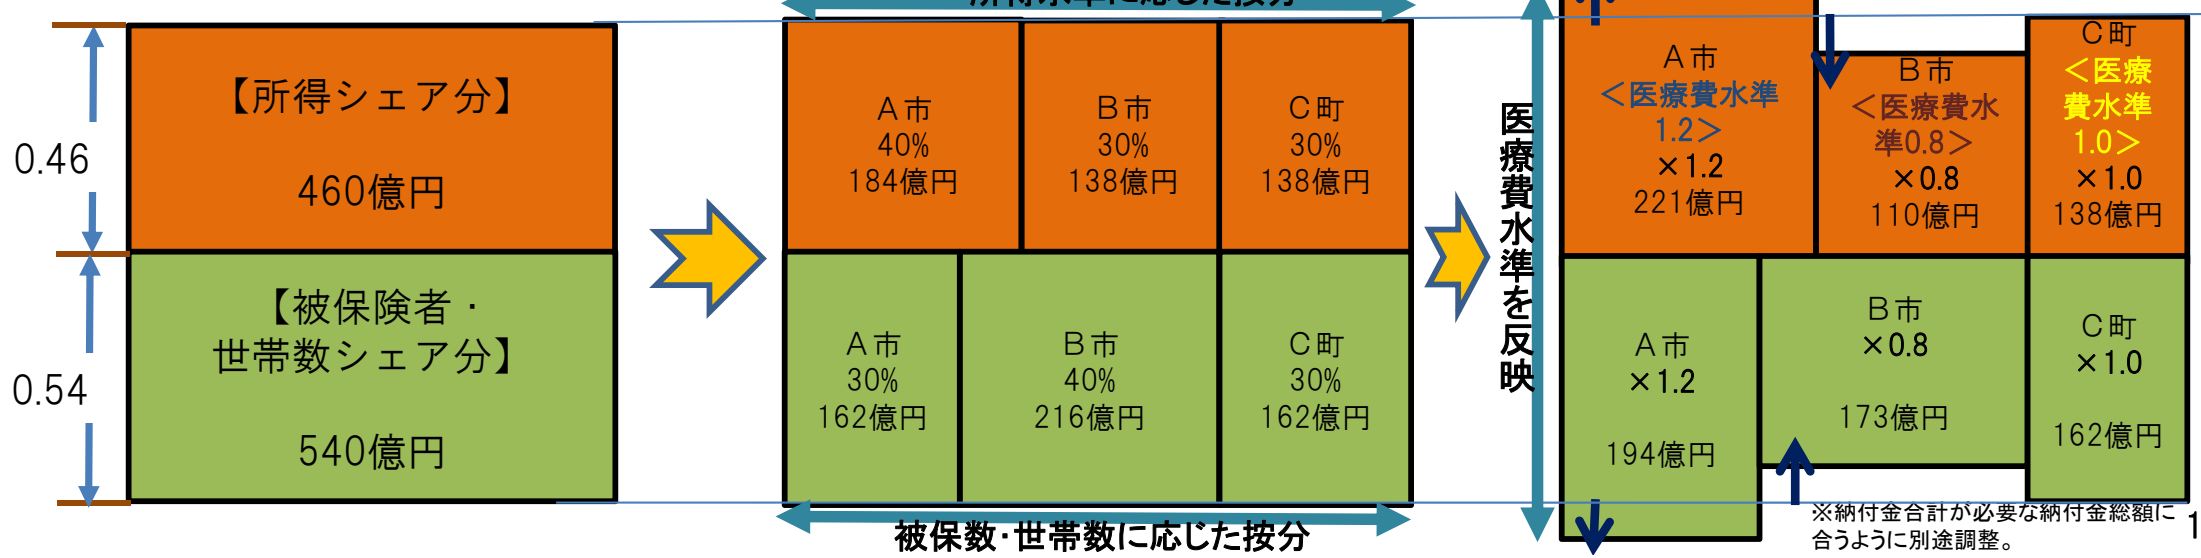 所得水準に応じた按分
0.46
【所得シェア分】
460億円
0.54
【被保険者・
世帯数シェア分】
540億円
A市
40%
184億円
B市
30%
138億円
C町
30%
138億円
A市
30%
162億円
B市
40%
216億円
C町
30%
162億円
被保数・世帯数に応じた按分
医療費水準を反映
A市
＜医療費水準
1.2＞
×1.2
221億円
B市
＜医療費水
準0.8＞
×0.8
110億円
C町
＜医療
費水準
1.0＞
×1.0
138億円
A市
×1.2
194億円
B市
×0.8
173億円
C町
×1.0
162億円
※納付金合計が必要な納付金総額に
合うように別途調整。
1